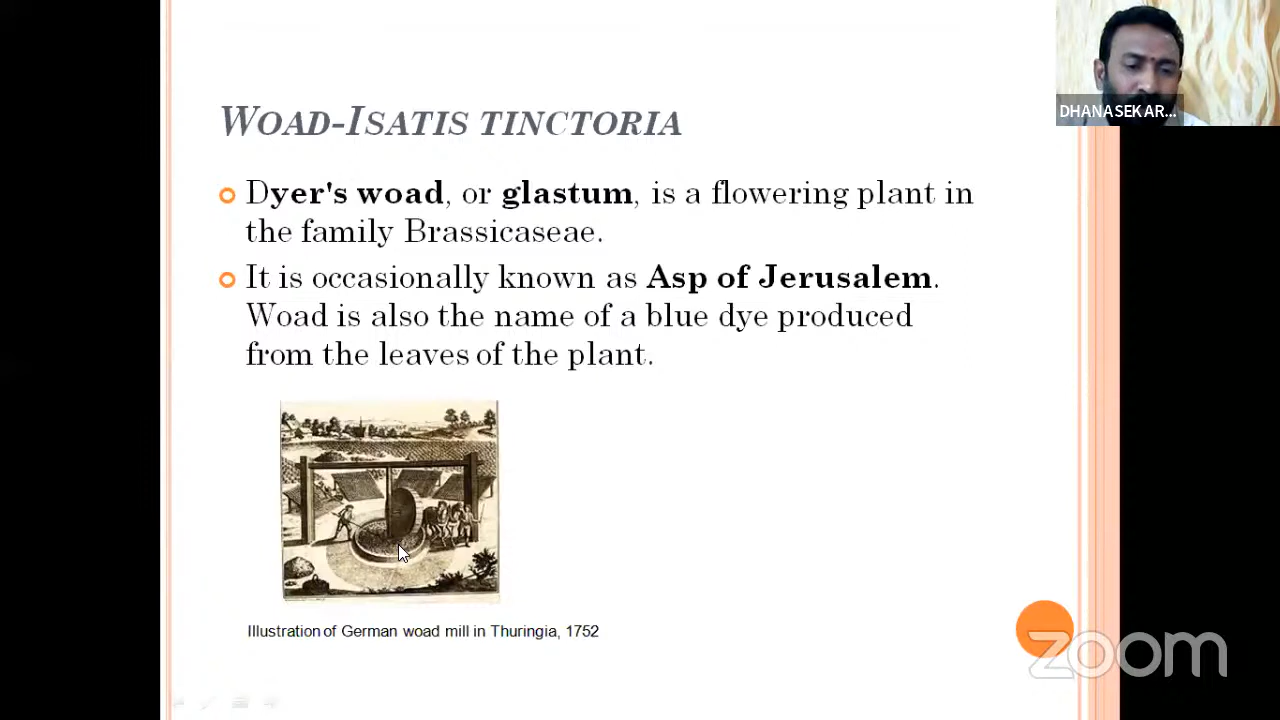 WOAD-ISATIS TINCTORIA
Dyer's woad, or glastum, is a flowering plant in
the family Brassicaseae.
It is occasionally known as Asp of Jerusalem.
Woad is also the name of a blue dye produced
from the leaves of the plant.
Illustration of German woad mill in Thuringia, 1752
DHANASEKAR...
zoom